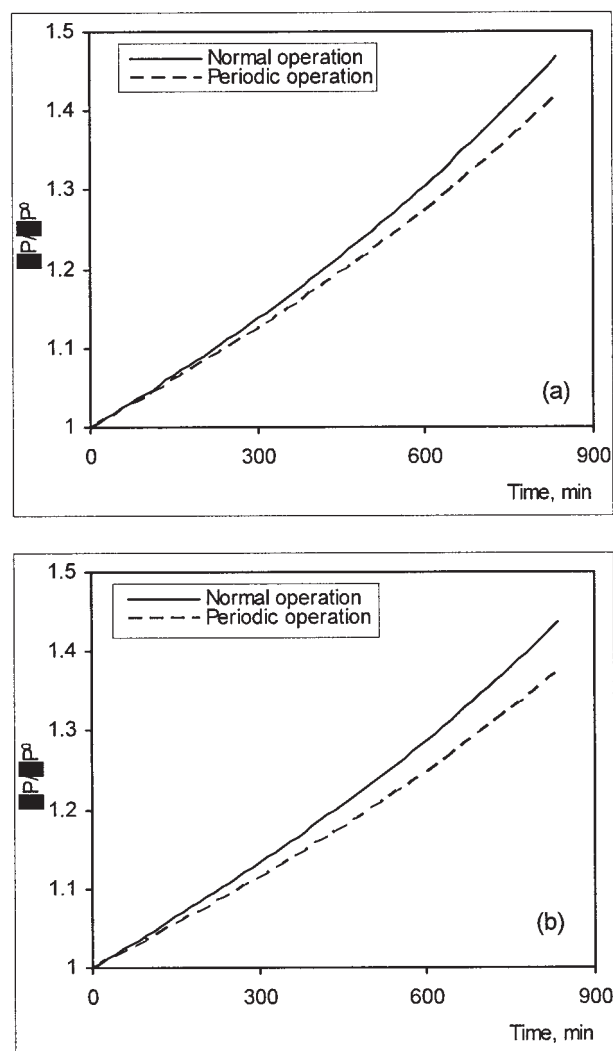 1.5
Normal operation
Periodic operation
1.4
1.3
P/ P⁰
1.2
1.1
(a)
1
0
300
600
900
Time, min
1.5
Normal operation
Periodic operation
1.4
1.3
P/ P⁰
1.2
1.1
(b)
1
0
300
600
900
Time, min